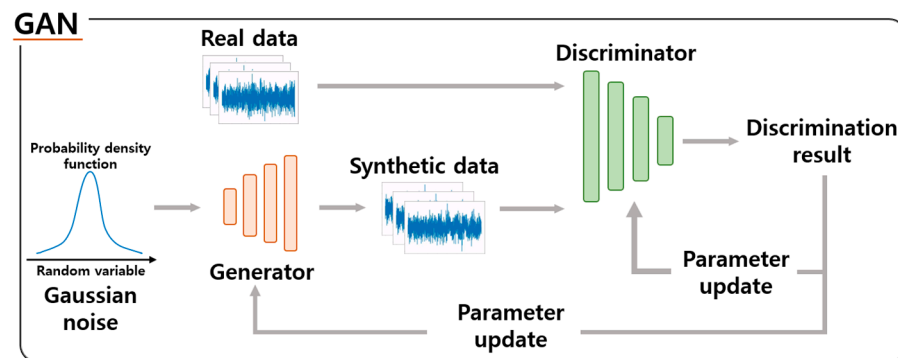 GAN
Real data
Discriminator
Probability density
function
Synthetic data
Discrimination
result
Random variable
Gaussian
noise
Generator
Parameter
update
Parameter
update